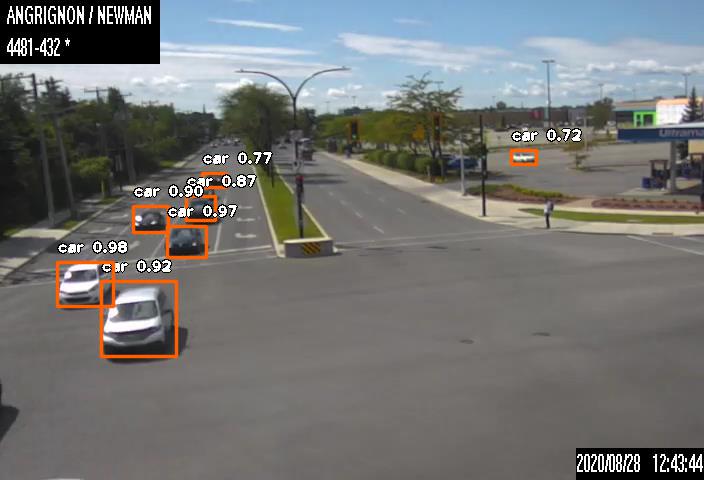 ANGRIGNON / NEWMAN
4481-432 *
car 0.72
car 0.77
car 0.87
car 0.90
car 0.97
car 0.98
car 0.92
Ultrama
2020/08/28 12:43:44